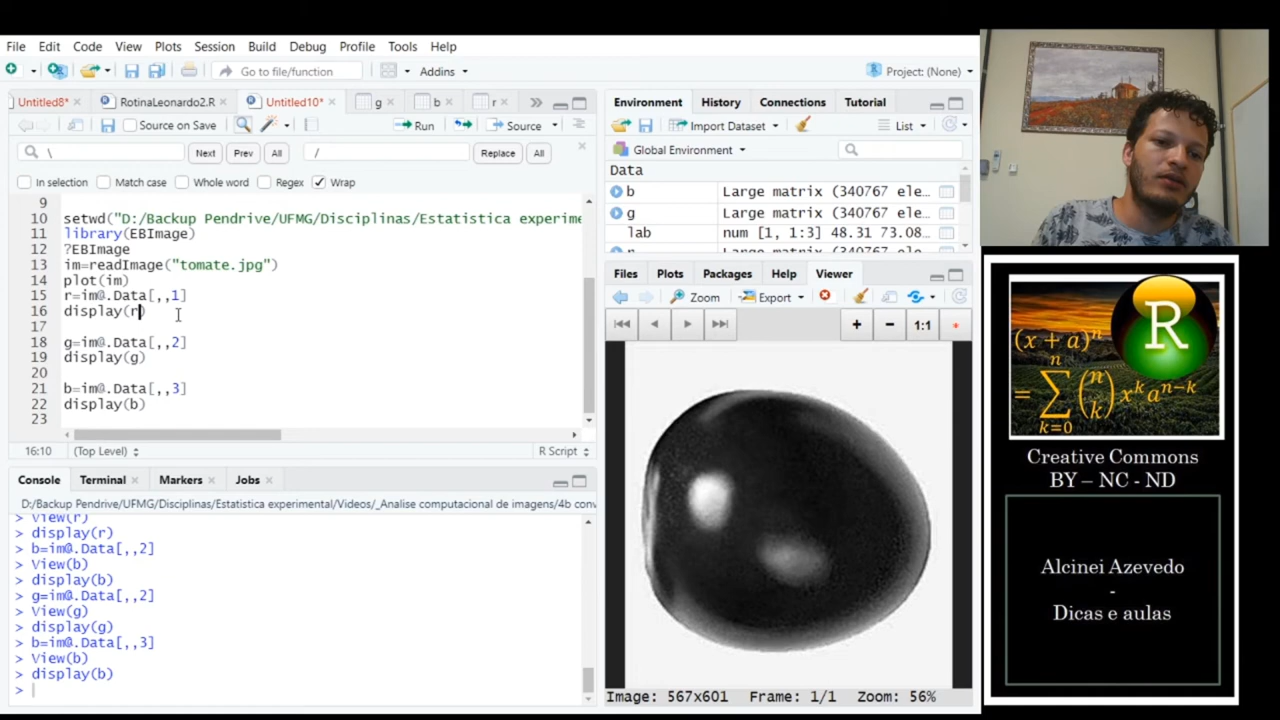 File Edit Code View Plots Session Build Debug Profile Tools Help
Go to file/function Addins Project: (None)
Untitled8* RotinaLeonardo2.R Untitled10* g b r
Source on Save Run Source
\ Next Prev All / Replace All
In selection Match case Whole word Regex Wrap
9
10 setwd("D:/Backup Pendrive/UFMG/Disciplinas/Estatistica experime
11 library(EBImage)
12 ?EBImage
13 im=readImage("tomate.jpg")
14 plot(im)
15 r=im@.Data[,,1]
16 display(r)
17
18 g=im@.Data[,,2]
19 display(g)
20
21 b=im@.Data[,,3]
22 display(b)
23
16:10 (Top Level) R Script
Console Terminal Markers Jobs
D:/Backup Pendrive/UFMG/Disciplinas/Estatistica experimental/Videos/_Analise computacional de imagens/4b conv
> View(r)
> display(r)
> b=im@.Data[,,2]
> View(b)
> display(b)
> g=im@.Data[,,2]
> View(g)
> display(g)
> b=im@.Data[,,3]
> View(b)
> display(b)
>
Environment History Connections Tutorial
Import Dataset List
Global Environment
Data
b Large matrix (340767 ele…
g Large matrix (340767 ele…
lab num [1, 1:3] 48.31 73.08…
Files Plots Packages Help Viewer
Zoom Export
+ − 1:1 *
Image: 567x601 Frame: 1/1 Zoom: 56%
R
(x + a)^n
= ∑ n k=0 (n k) x^k a^{n−k}
Creative Commons
BY – NC - ND
Alcinei Azevedo
-
Dicas e aulas